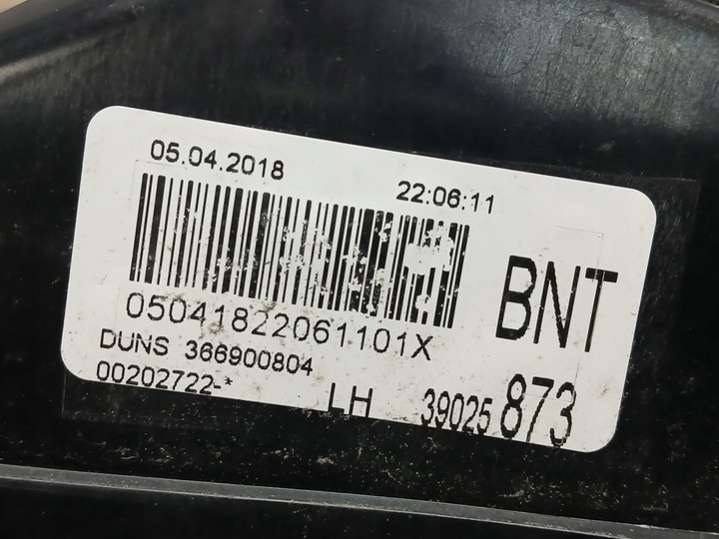 05.04.2018 22:06:11
05041822061101X
BNT
DUNS 366900804
00202722-* LH 39025 873